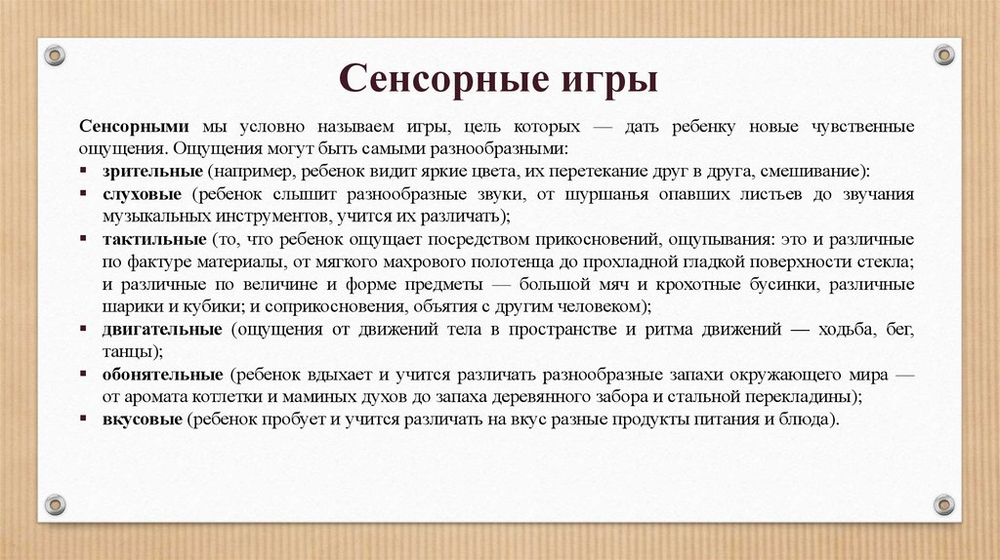 Сенсорные игры
Сенсорными мы условно называем игры, цель которых — дать ребенку новые чувственные
ощущения. Ощущения могут быть самыми разнообразными:
▪ зрительные (например, ребенок видит яркие цвета, их перетекание друг в друга, смешивание):
▪ слуховые (ребенок слышит разнообразные звуки, от шуршанья опавших листьев до звучания
музыкальных инструментов, учится их различать);
▪ тактильные (то, что ребенок ощущает посредством прикосновений, ощупывания: это и различные
по фактуре материалы, от мягкого махрового полотенца до прохладной гладкой поверхности стекла;
и различные по величине и форме предметы — большой мяч и крохотные бусинки, различные
шарики и кубики; и соприкосновения, объятия с другим человеком);
▪ двигательные (ощущения от движений тела в пространстве и ритма движений — ходьба, бег,
танцы);
▪ обонятельные (ребенок вдыхает и учится различать разнообразные запахи окружающего мира —
от аромата котлетки и маминых духов до запаха деревянного забора и стальной перекладины);
▪ вкусовые (ребенок пробует и учится различать на вкус разные продукты питания и блюда).